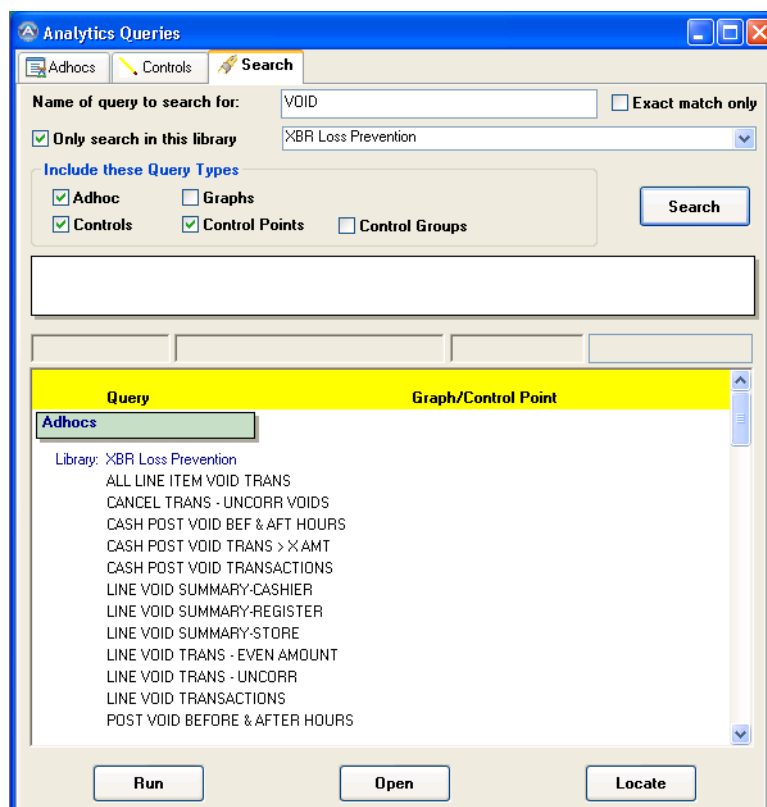 Analytics Queries
Adhocs Controls Search
Name of query to search for: VOID Exact match only
Only search in this library XBR Loss Prevention
Include these Query Types
Adhoc Graphs
Search
Controls Control Points Control Groups
Query Graph/Control Point
Adhocs
Library: XBR Loss Prevention
ALL LINE ITEM VOID TRANS
CANCEL TRANS - UNCORR VOIDS
CASH POST VOID BEF & AFT HOURS
CASH POST VOID TRANS > X AMT
CASH POST VOID TRANSACTIONS
LINE VOID SUMMARY-CASHIER
LINE VOID SUMMARY-REGISTER
LINE VOID SUMMARY-STORE
LINE VOID TRANS - EVEN AMOUNT
LINE VOID TRANS - UNCORR
LINE VOID TRANSACTIONS
POST VOID BEFORE & AFTER HOURS
Run Open Locate